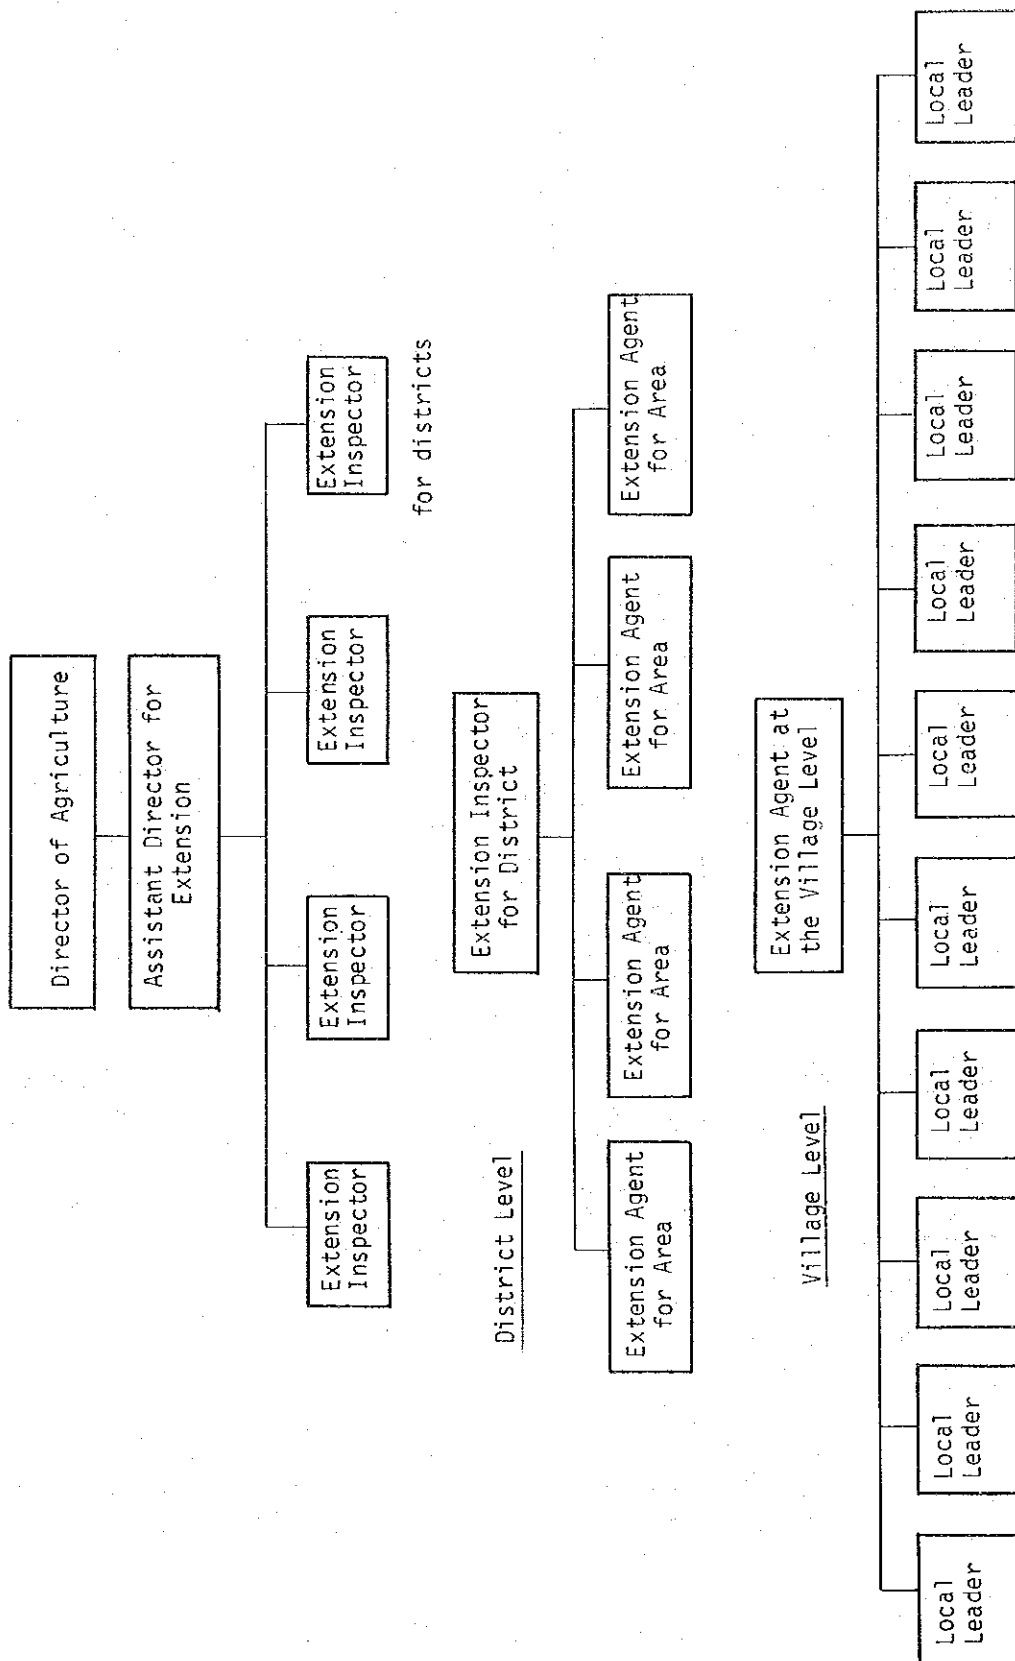 Director of Agriculture
Assistant Director for
Extension
Extension
Inspector
Extension
Inspector
Extension
Inspector
Extension
Inspector
for districts
District Level
Extension Inspector
for District
Extension Agent
for Area
Extension Agent
for Area
Extension Agent
for Area
Extension Agent
for Area
Village Level
Extension Agent at
the Village Level
Local
Leader
Local
Leader
Local
Leader
Local
Leader
Local
Leader
Local
Leader
Local
Leader
Local
Leader
Local
Leader
Local
Leader